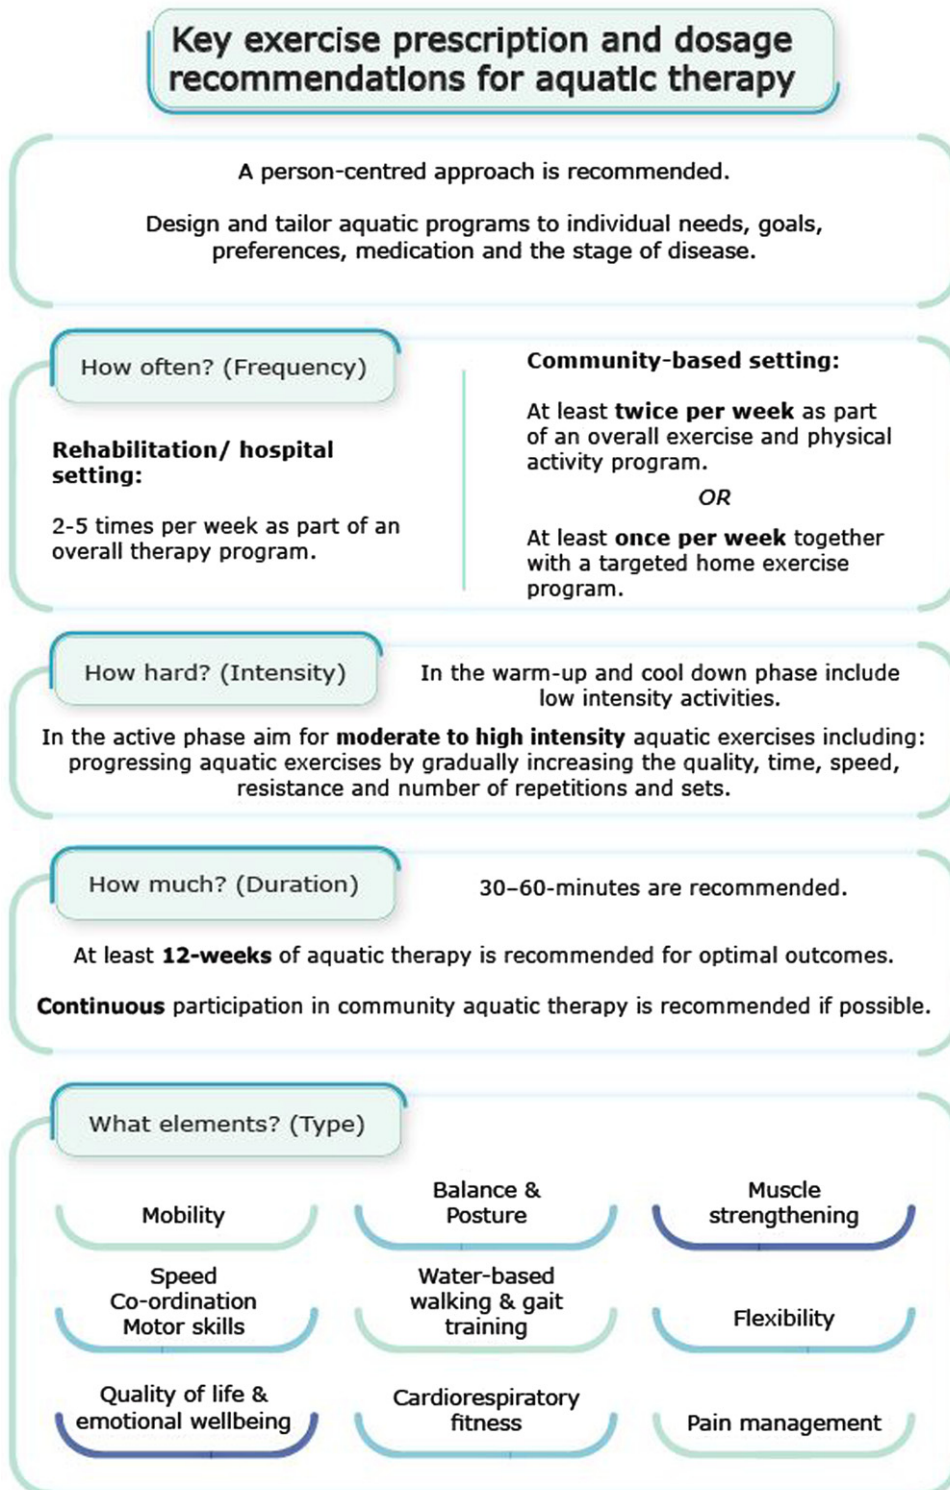 Key exercise prescription and dosage
recommendations for aquatic therapy
A person-centred approach is recommended.
Design and tailor aquatic programs to individual needs, goals,
preferences, medication and the stage of disease.
How often? (Frequency)
Rehabilitation/ hospital
setting:
2-5 times per week as part of an
overall therapy program.
Community-based setting:
At least twice per week as part
of an overall exercise and physical
activity program.
OR
At least once per week together
with a targeted home exercise
program.
How hard? (Intensity)
In the warm-up and cool down phase include
low intensity activities.
In the active phase aim for moderate to high intensity aquatic exercises including:
progressing aquatic exercises by gradually increasing the quality, time, speed,
resistance and number of repetitions and sets.
How much? (Duration)
30–60-minutes are recommended.
At least 12-weeks of aquatic therapy is recommended for optimal outcomes.
Continuous participation in community aquatic therapy is recommended if possible.
What elements? (Type)
Mobility
Balance &
Posture
Muscle
strengthening
Speed
Co-ordination
Motor skills
Water-based
walking & gait
training
Flexibility
Quality of life &
emotional wellbeing
Cardiorespiratory
fitness
Pain management